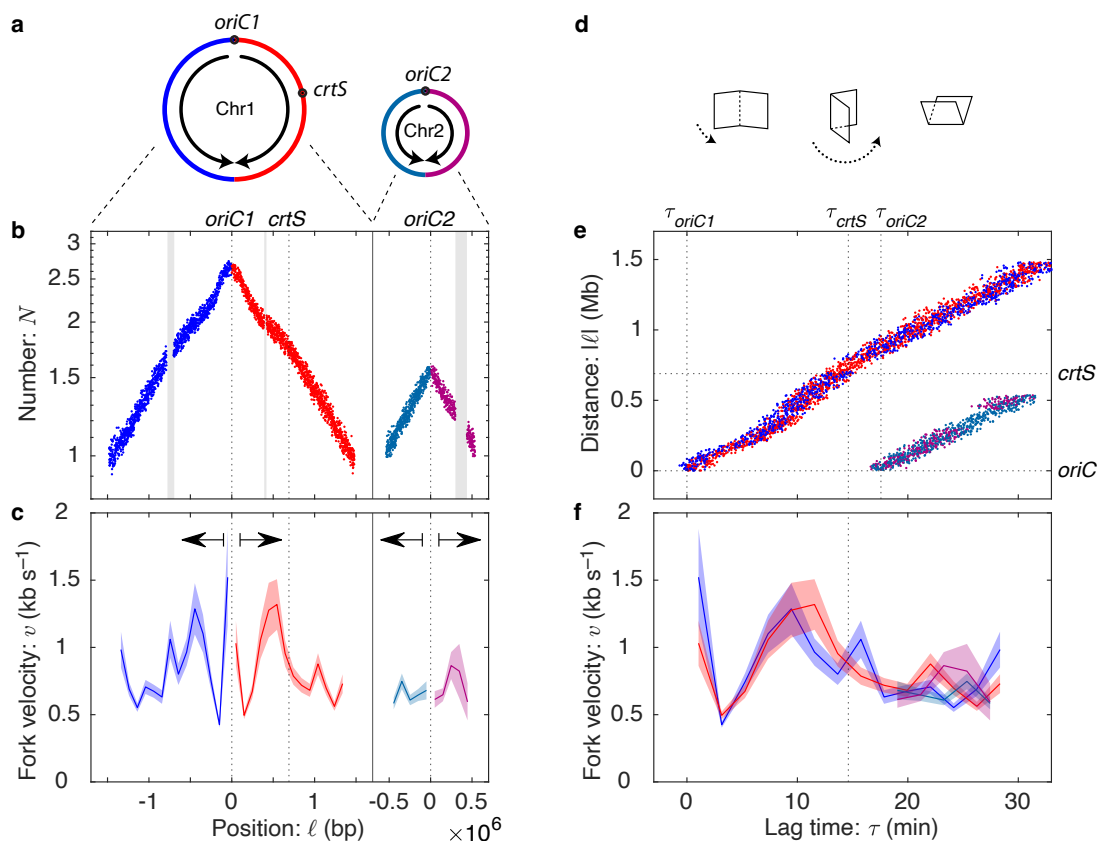 a
oriC1
Chr1
crtS
oriC2
Chr2
d
b
oriC1 crtS
oriC2
Number: N
3
2.5
2
1.5
1
e
τoriC1
τcrtS
τoriC2
Distance: |ℓ| (Mb)
1.5
1
0.5
0
crtS
oriC
c
Fork velocity: v (kb s⁻¹)
2
1.5
1
0.5
0
-1
0
1
-0.5
0
0.5
Position: ℓ (bp)
×10⁶
f
Fork velocity: v (kb s⁻¹)
2
1.5
1
0.5
0
0
10
20
30
Lag time: τ (min)